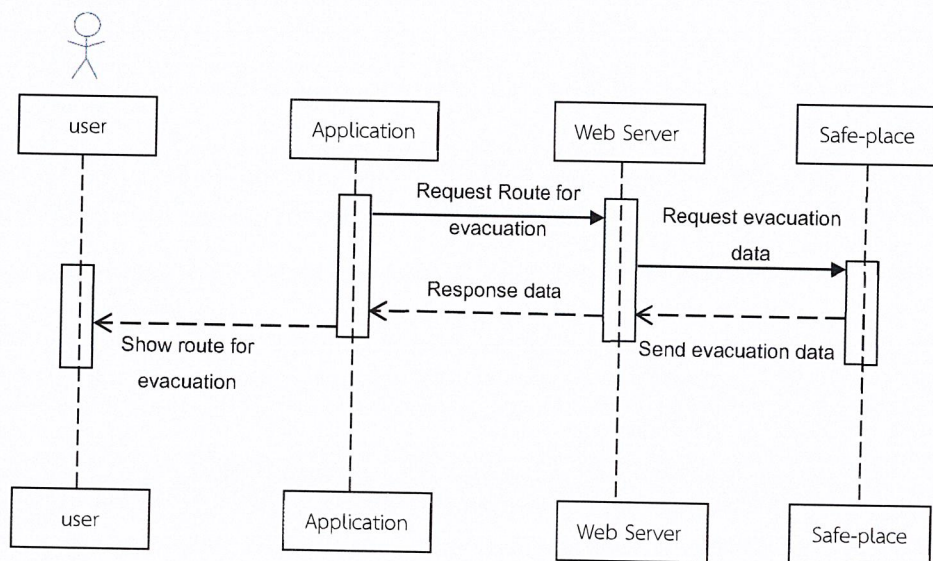 user
Application
Web Server
Safe-place
Request Route for
evacuation
Request evacuation
data
Response data
Send evacuation data
Show route for
evacuation
user
Application
Web Server
Safe-place